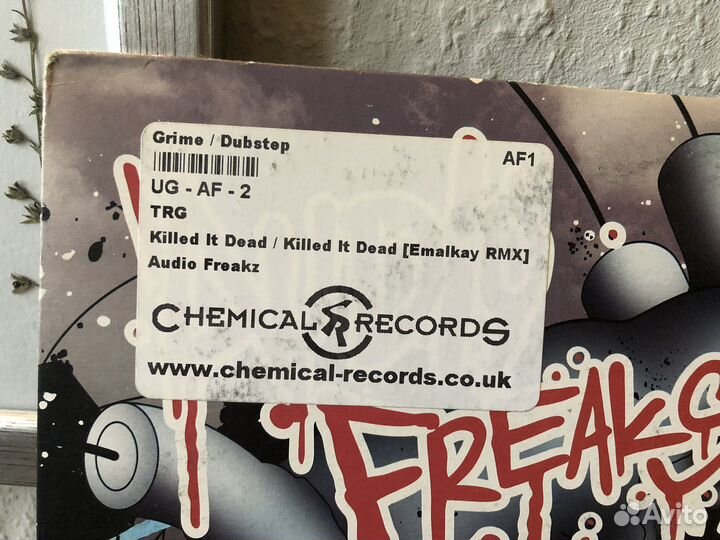 Grime / Dubstep
AF1
UG - AF - 2
TRG
Killed It Dead / Killed It Dead [Emalkay RMX]
Audio Freakz
CHEMICAL RECORDS
www.chemical-records.co.uk
FREAKS
Avito